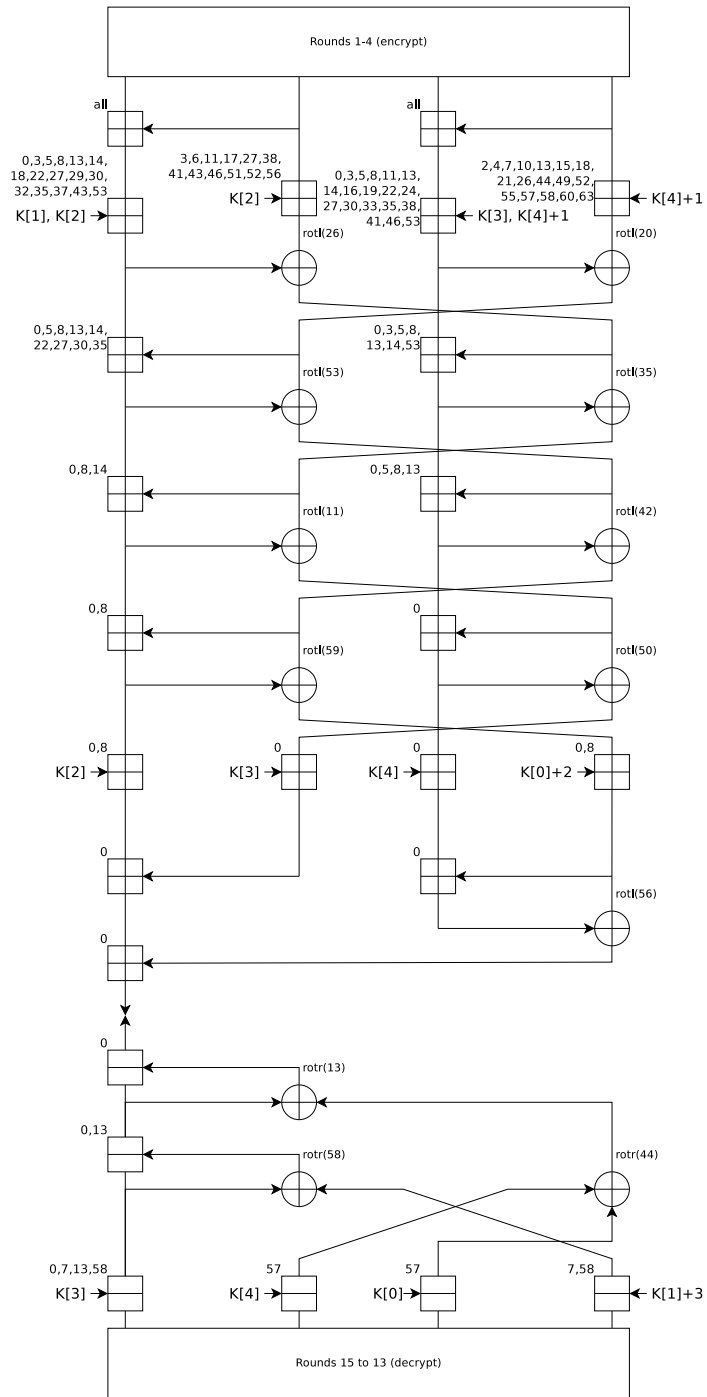 Rounds 1-4 (encrypt)
all
all
0,3,5,8,13,14,
18,22,27,29,30,
32,35,37,43,53
3,6,11,17,27,38,
41,43,46,51,52,56
0,3,5,8,11,13,
14,16,19,22,24,
27,30,33,35,38,
41,46,53
2,4,7,10,13,15,18,
21,26,44,49,52,
55,57,58,60,63
K[1], K[2]
K[2]
K[3], K[4]+1
K[4]+1
rotl(26)
rotl(20)
0,5,8,13,14,
22,27,30,35
0,3,5,8,
13,14,53
rotl(53)
rotl(35)
0,8,14
0,5,8,13
rotl(11)
rotl(42)
0,8
0
rotl(59)
rotl(50)
0,8
0
0
0,8
K[2]
K[3]
K[4]
K[0]+2
0
0
rotl(56)
0
0
rotr(13)
0,13
rotr(58)
rotr(44)
0,7,13,58
57
57
7,58
K[3]
K[4]
K[0]
K[1]+3
Rounds 15 to 13 (decrypt)